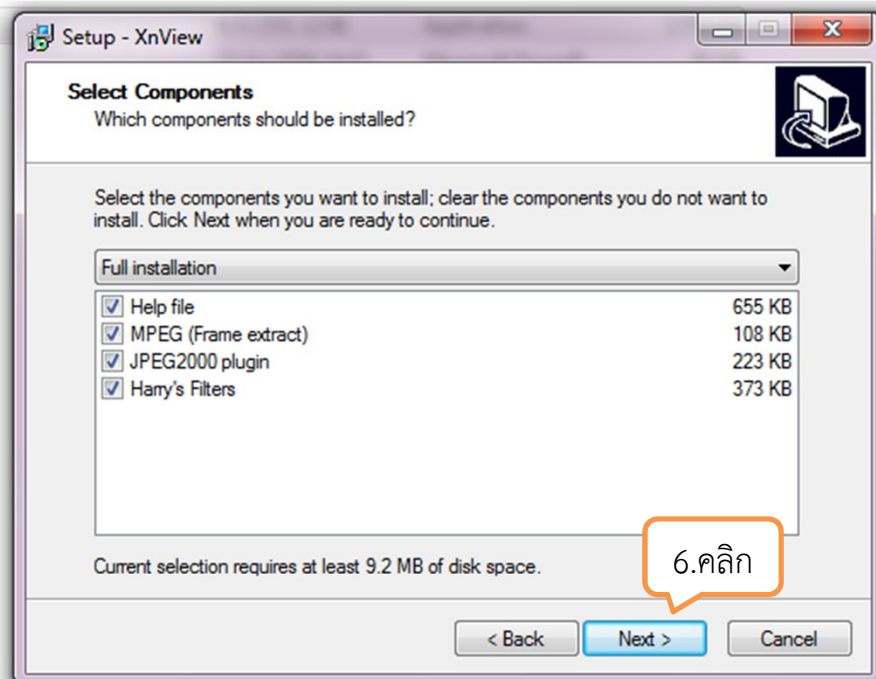 Setup - XnView
Select Components
Which components should be installed?
Select the components you want to install; clear the components you do not want to
install. Click Next when you are ready to continue.
Full installation
Help file 655 KB
MPEG (Frame extract) 108 KB
JPEG2000 plugin 223 KB
Harry's Filters 373 KB
Current selection requires at least 9.2 MB of disk space.
6.คลิก
< Back Next > Cancel